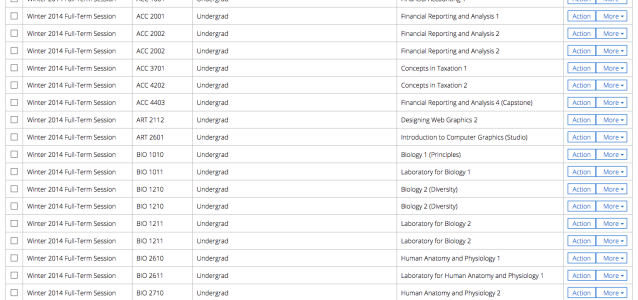 Winter 2014 Full-Term Session ACC 2001 Undergrad Financial Reporting and Analysis 1 Action More
Winter 2014 Full-Term Session ACC 2002 Undergrad Financial Reporting and Analysis 2 Action More
Winter 2014 Full-Term Session ACC 2002 Undergrad Financial Reporting and Analysis 2 Action More
Winter 2014 Full-Term Session ACC 3701 Undergrad Concepts in Taxation 1 Action More
Winter 2014 Full-Term Session ACC 4202 Undergrad Concepts in Taxation 2 Action More
Winter 2014 Full-Term Session ACC 4403 Undergrad Financial Reporting and Analysis 4 (Capstone) Action More
Winter 2014 Full-Term Session ART 2112 Undergrad Designing Web Graphics 2 Action More
Winter 2014 Full-Term Session ART 2601 Undergrad Introduction to Computer Graphics (Studio) Action More
Winter 2014 Full-Term Session BIO 1010 Undergrad Biology 1 (Principles) Action More
Winter 2014 Full-Term Session BIO 1011 Undergrad Laboratory for Biology 1 Action More
Winter 2014 Full-Term Session BIO 1210 Undergrad Biology 2 (Diversity) Action More
Winter 2014 Full-Term Session BIO 1210 Undergrad Biology 2 (Diversity) Action More
Winter 2014 Full-Term Session BIO 1211 Undergrad Laboratory for Biology 2 Action More
Winter 2014 Full-Term Session BIO 1211 Undergrad Laboratory for Biology 2 Action More
Winter 2014 Full-Term Session BIO 2610 Undergrad Human Anatomy and Physiology 1 Action More
Winter 2014 Full-Term Session BIO 2611 Undergrad Laboratory for Human Anatomy and Physiology 1 Action More
Winter 2014 Full-Term Session BIO 2710 Undergrad Human Anatomy and Physiology 2 Action More